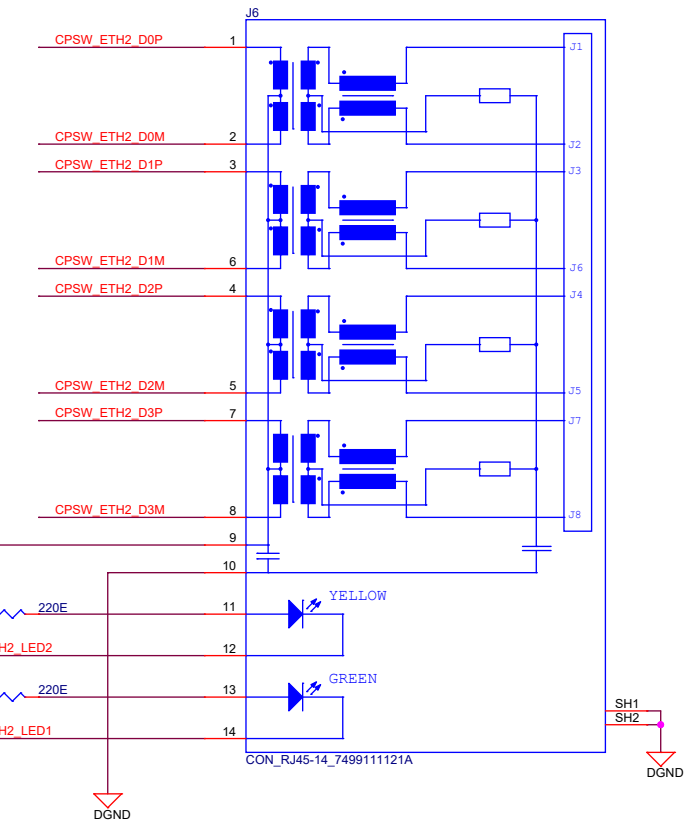 J6
CPSW_ETH2_D0P 1 J1
CPSW_ETH2_D0M 2 J2
CPSW_ETH2_D1P 3 J3
CPSW_ETH2_D1M 6 J6
CPSW_ETH2_D2P 4 J4
CPSW_ETH2_D2M 5 J5
CPSW_ETH2_D3P 7 J7
CPSW_ETH2_D3M 8 J8
9
10
YELLOW
220E 11
H2_LED2 12
GREEN
220E 13
SH1
SH2
H2_LED1 14
CON_RJ45-14_7499111121A
DGND
DGND